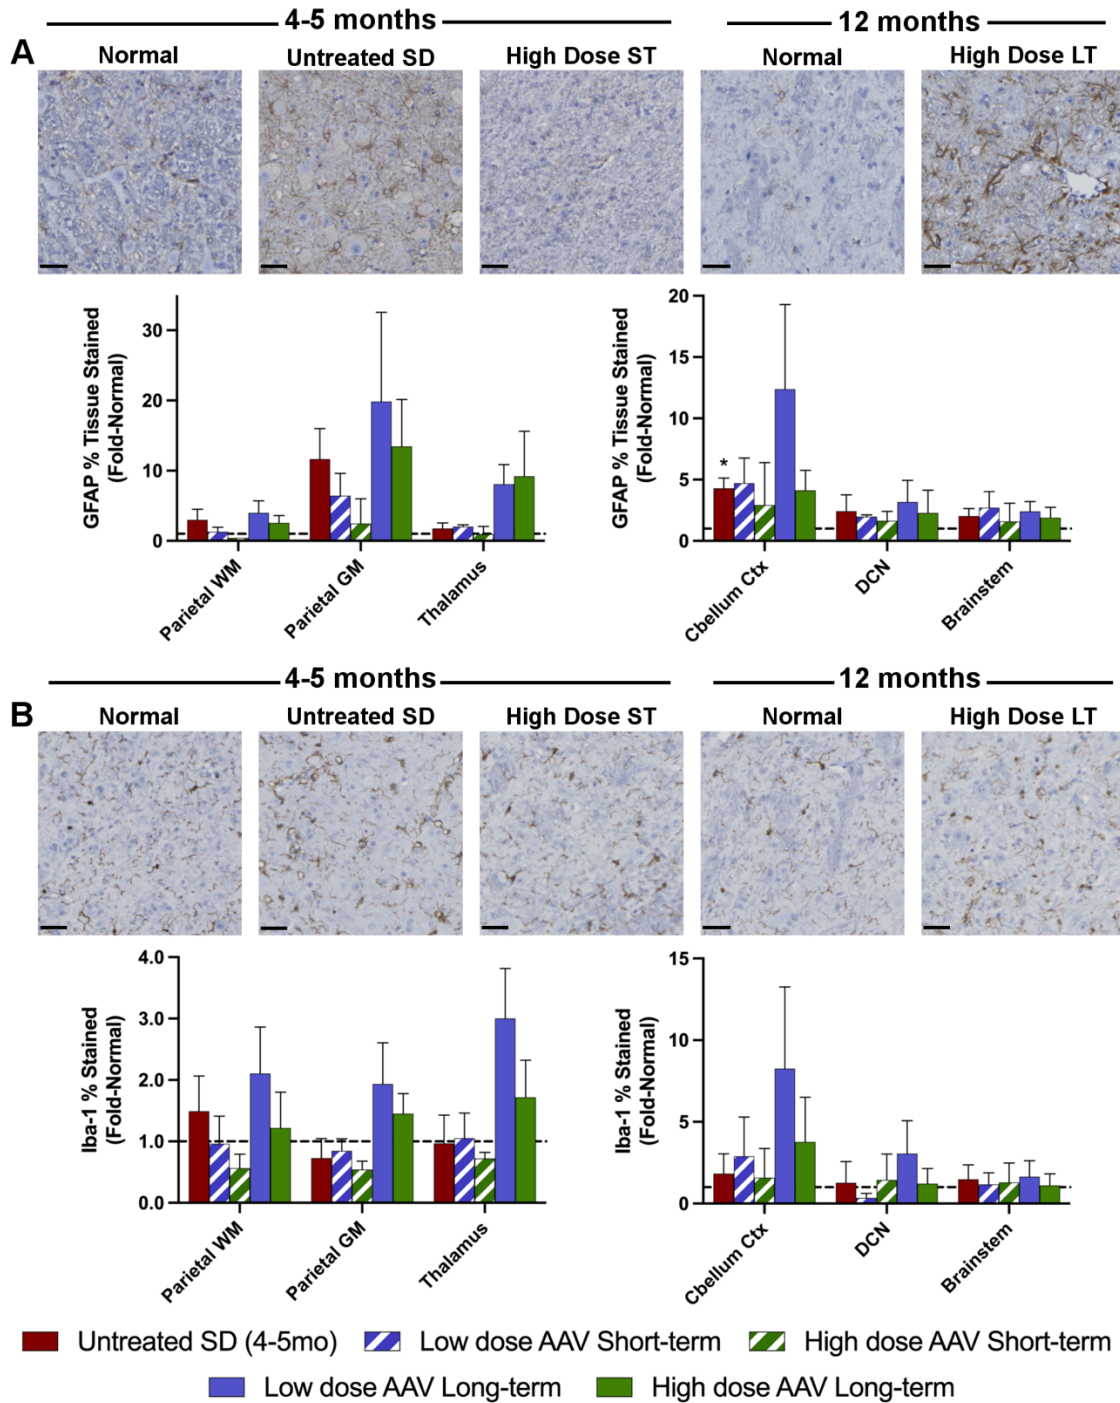 4-5 months
12 months
A
Normal
Untreated SD
High Dose ST
Normal
High Dose LT
GFAP % Tissue Stained
(Fold-Normal)
30
20
10
0
Parietal WM
Parietal GM
Thalamus
GFAP % Tissue Stained
(Fold-Normal)
20
15
10
5
0
*
Cbellum Ctx
DCN
Brainstem
4-5 months
12 months
B
Normal
Untreated SD
High Dose ST
Normal
High Dose LT
Iba-1 % Stained
(Fold-Normal)
4.0
3.0
2.0
1.0
0.0
Parietal WM
Parietal GM
Thalamus
Iba-1 % Stained
(Fold-Normal)
15
10
5
0
Cbellum Ctx
DCN
Brainstem
Untreated SD (4-5mo)
Low dose AAV Short-term
High dose AAV Short-term
Low dose AAV Long-term
High dose AAV Long-term